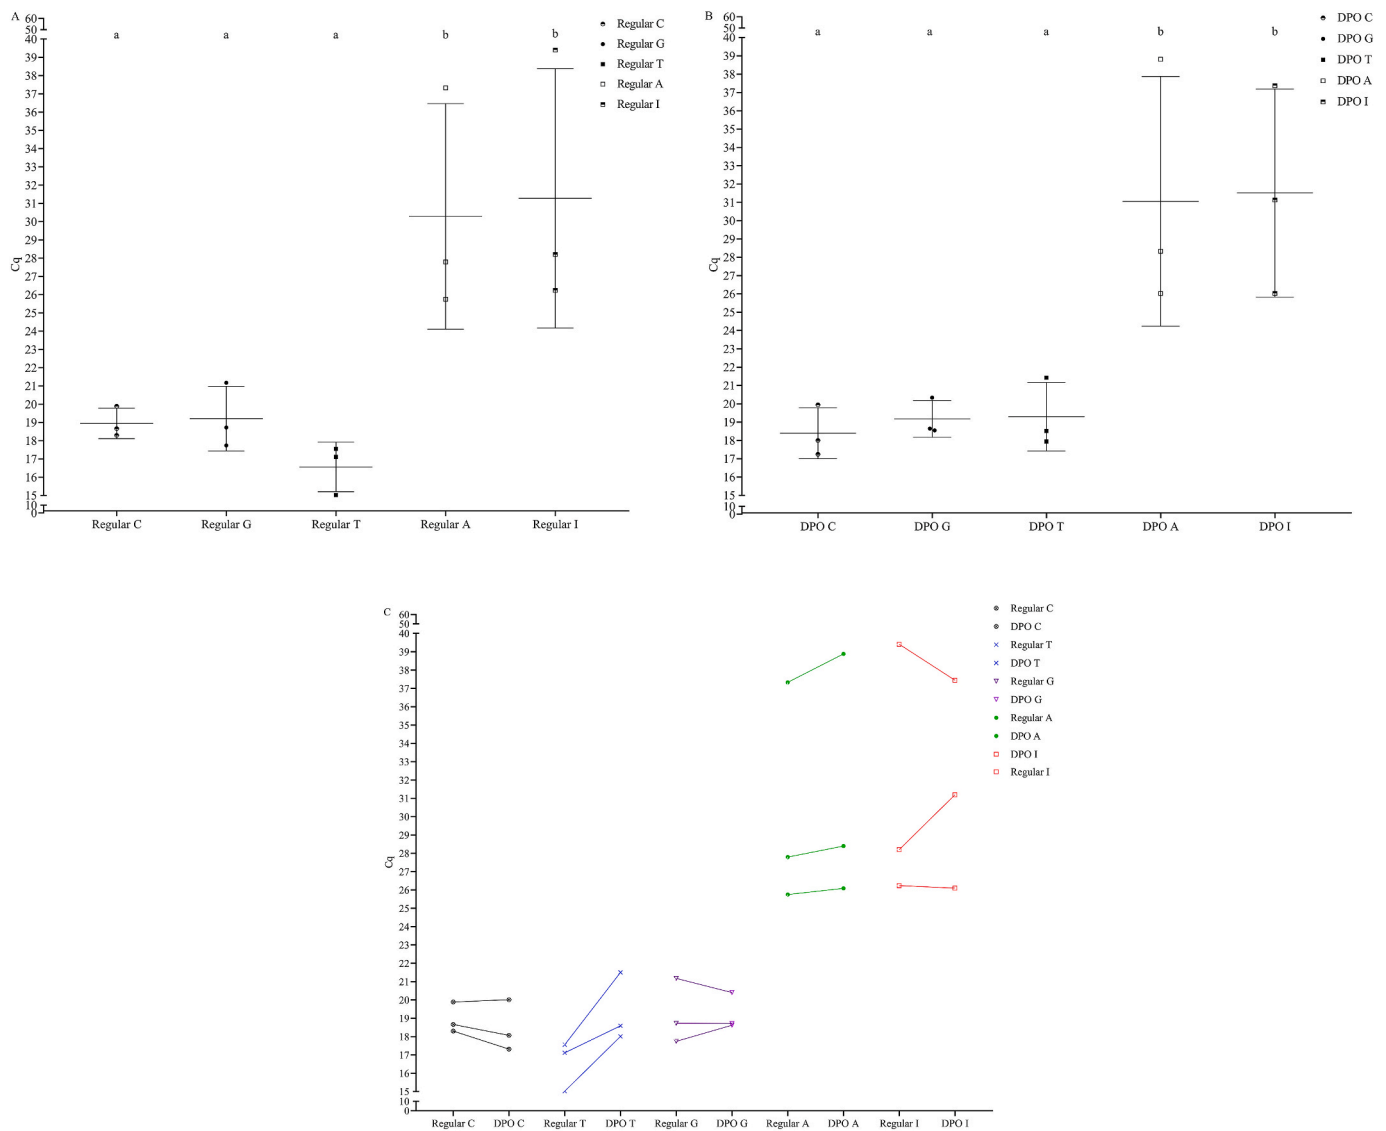 A
60
50
40
39
38
37
36
35
34
33
32
31
30
29
28
27
26
25
24
23
22
21
20
19
18
17
16
15
10
0
Cq
a a a b b
Regular C
Regular G
Regular T
Regular A
Regular I
Regular C Regular G Regular T Regular A Regular I
B
60
50
40
39
38
37
36
35
34
33
32
31
30
29
28
27
26
25
24
23
22
21
20
19
18
17
16
15
10
0
Cq
a a a b b
DPO C
DPO G
DPO T
DPO A
DPO I
DPO C DPO G DPO T DPO A DPO I
C
60
50
40
39
38
37
36
35
34
33
32
31
30
29
28
27
26
25
24
23
22
21
20
19
18
17
16
15
10
0
Cq
Regular C
DPO C
Regular T
DPO T
Regular G
DPO G
Regular A
DPO A
DPO I
Regular I
Regular C DPO C Regular T DPO T Regular G DPO G Regular A DPO A Regular I DPO I